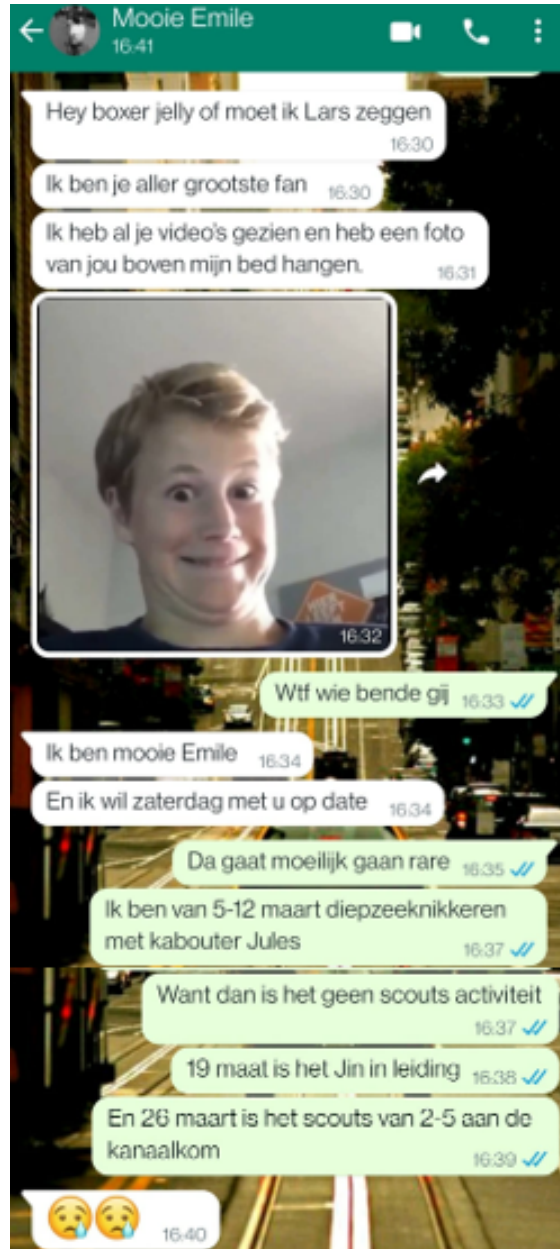 Mooie Emile
16:41
Hey boxer jelly of moet ik Lars zeggen
16:30
Ik ben je aller grootste fan 16:30
Ik heb al je video's gezien en heb een foto
van jou boven mijn bed hangen. 16:31
16:32
Wtf wie bende gij 16:33
Ik ben mooie Emile 16:34
En ik wil zaterdag met u op date 16:34
Da gaat moeilijk gaan rare 16:35
Ik ben van 5-12 maart diepzeeknikkeren
met kabouter Jules 16:37
Want dan is het geen scouts activiteit
16:37
19 maat is het Jin in leiding 16:38
En 26 maart is het scouts van 2-5 aan de
kanaalkom 16:39
😢😢 16:40